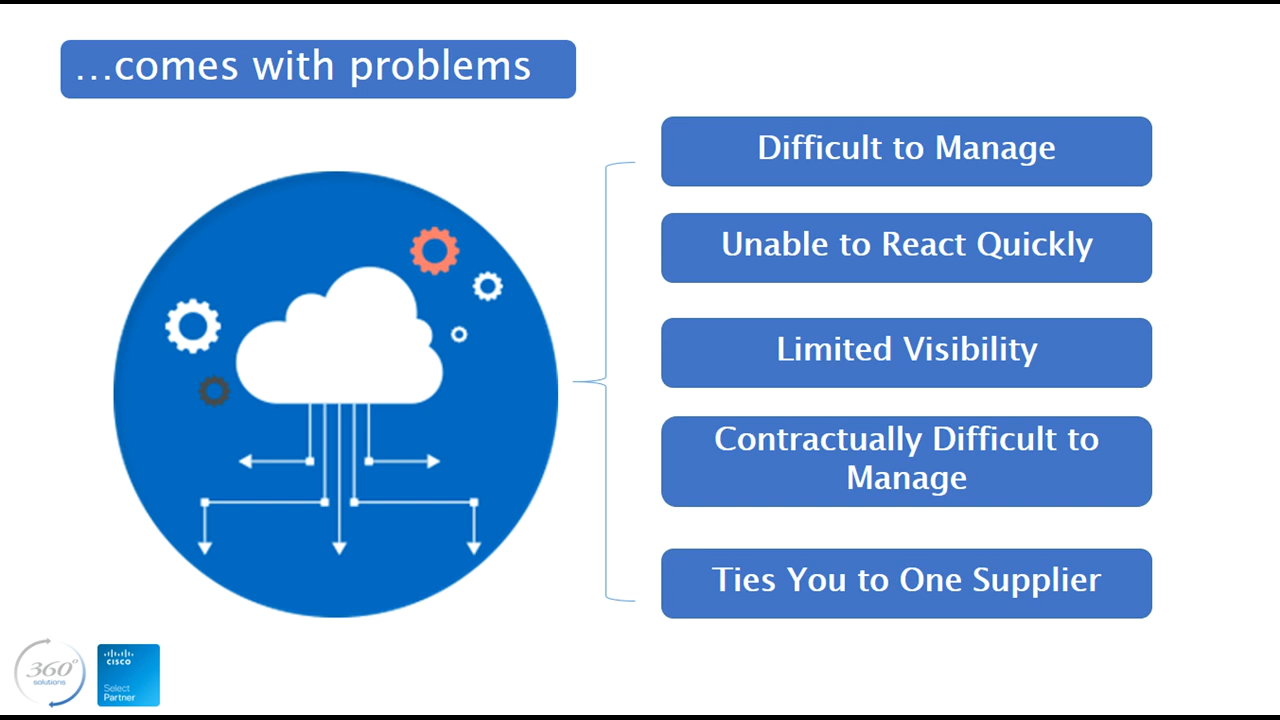 ...comes with problems
Difficult to Manage
Unable to React Quickly
Limited Visibility
Contractually Difficult to
Manage
Ties You to One Supplier
360°
solutions
CISCO
Select
Partner